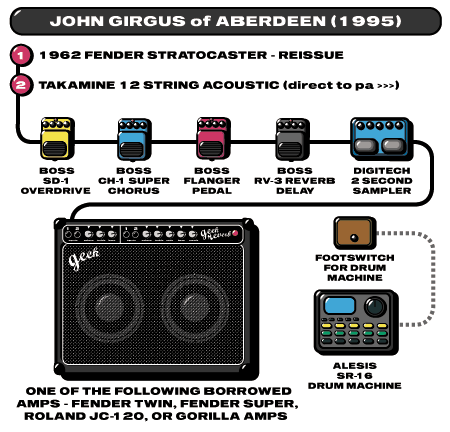 JOHN GIRGUS of ABERDEEN (1995)
1 1962 FENDER STRATOCASTER - REISSUE
2 TAKAMINE 12 STRING ACOUSTIC (direct to pa >>>)
BOSS
SD-1
OVERDRIVE
BOSS
CH-1 SUPER
CHORUS
BOSS
FLANGER
PEDAL
BOSS
RV-3 REVERB
DELAY
DIGITECH
2 SECOND
SAMPLER
geek
geek
Reverb
FOOTSWITCH
FOR DRUM
MACHINE
ALESIS
SR-16
DRUM MACHINE
ONE OF THE FOLLOWING BORROWED
AMPS - FENDER TWIN, FENDER SUPER,
ROLAND JC-120, OR GORILLA AMPS